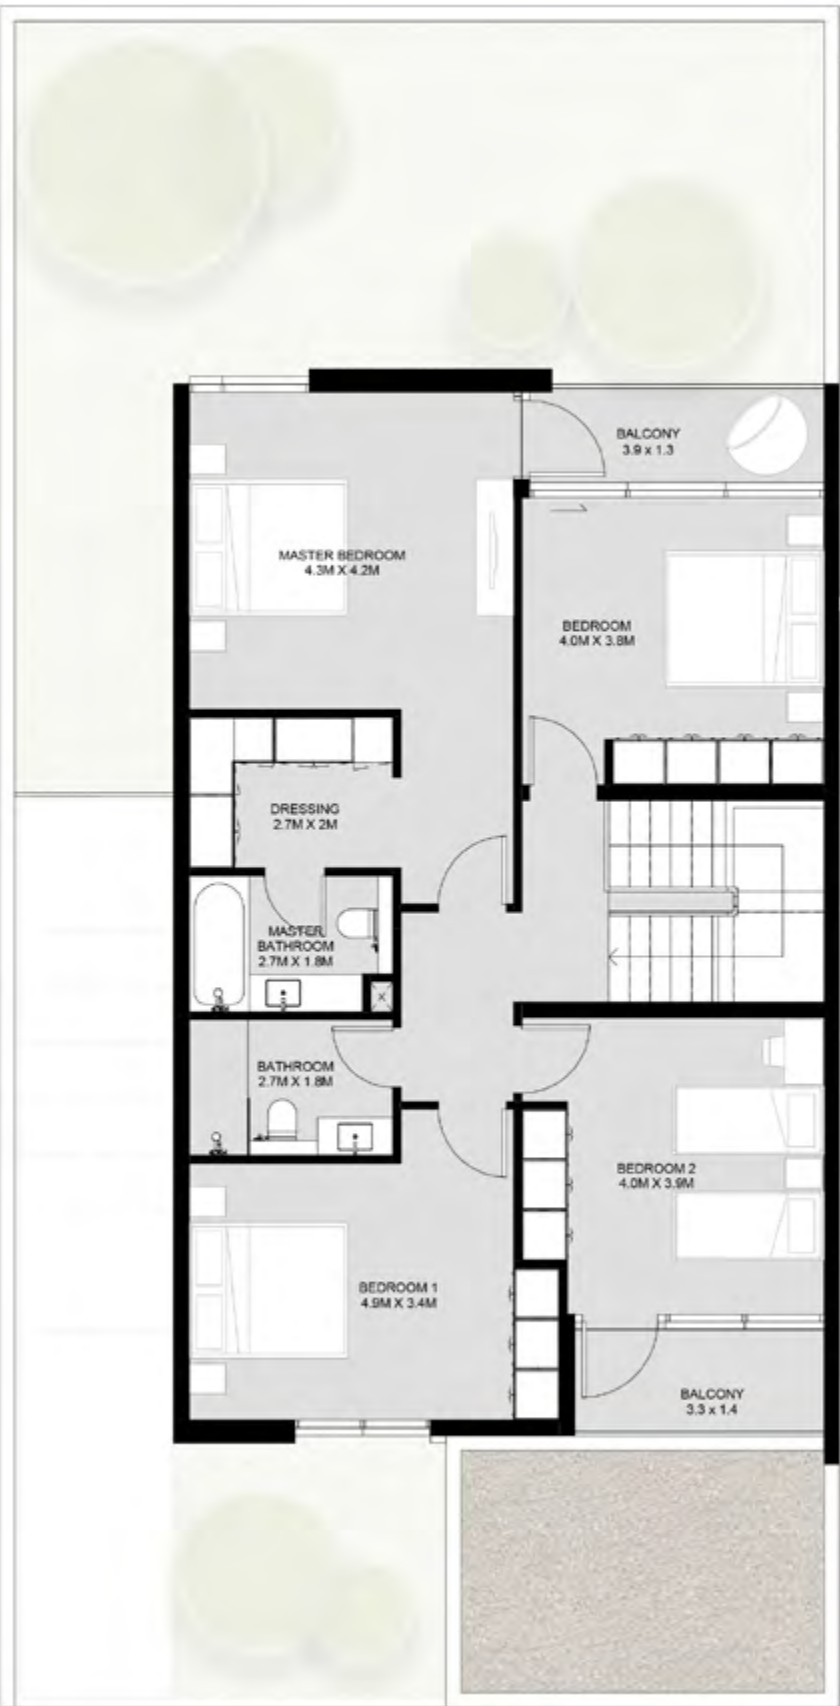 BALCONY
3.9 x 1.3
MASTER BEDROOM
4.3M X 4.2M
BEDROOM
4.0M X 3.8M
DRESSING
2.7M X 2M
MASTER
BATHROOM
2.7M X 1.8M
BATHROOM
2.7M X 1.8M
BEDROOM 2
4.0M X 3.9M
BEDROOM 1
4.9M X 3.4M
BALCONY
3.3 x 1.4